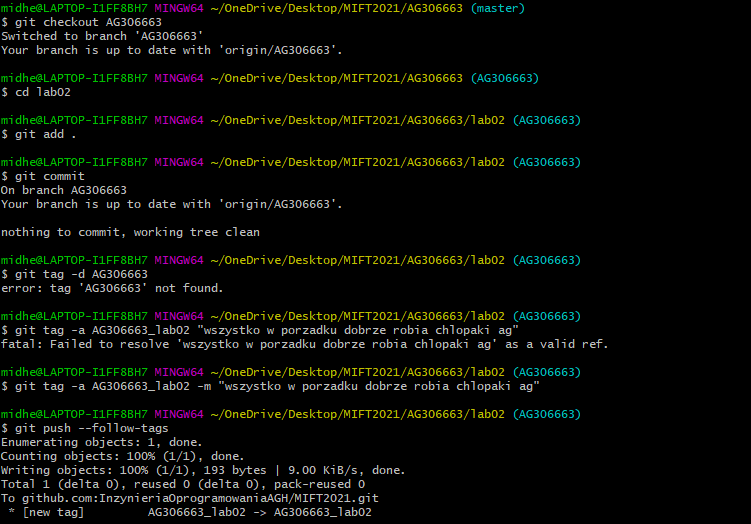 midhe@LAPTOP-I1FF8BH7 MINGW64 ~/OneDrive/Desktop/MIFT2021/AG306663 (master)
$ git checkout AG306663
Switched to branch 'AG306663'
Your branch is up to date with 'origin/AG306663'.
midhe@LAPTOP-I1FF8BH7 MINGW64 ~/OneDrive/Desktop/MIFT2021/AG306663 (AG306663)
$ cd lab02
midhe@LAPTOP-I1FF8BH7 MINGW64 ~/OneDrive/Desktop/MIFT2021/AG306663/lab02 (AG306663)
$ git add .
midhe@LAPTOP-I1FF8BH7 MINGW64 ~/OneDrive/Desktop/MIFT2021/AG306663/lab02 (AG306663)
$ git commit
On branch AG306663
Your branch is up to date with 'origin/AG306663'.
nothing to commit, working tree clean
midhe@LAPTOP-I1FF8BH7 MINGW64 ~/OneDrive/Desktop/MIFT2021/AG306663/lab02 (AG306663)
$ git tag -d AG306663
error: tag 'AG306663' not found.
midhe@LAPTOP-I1FF8BH7 MINGW64 ~/OneDrive/Desktop/MIFT2021/AG306663/lab02 (AG306663)
$ git tag -a AG306663_lab02 "wszystko w porzadku dobrze robia chlopaki ag"
fatal: Failed to resolve 'wszystko w porzadku dobrze robia chlopaki ag' as a valid ref.
midhe@LAPTOP-I1FF8BH7 MINGW64 ~/OneDrive/Desktop/MIFT2021/AG306663/lab02 (AG306663)
$ git tag -a AG306663_lab02 -m "wszystko w porzadku dobrze robia chlopaki ag"
midhe@LAPTOP-I1FF8BH7 MINGW64 ~/OneDrive/Desktop/MIFT2021/AG306663/lab02 (AG306663)
$ git push --follow-tags
Enumerating objects: 1, done.
Counting objects: 100% (1/1), done.
Writing objects: 100% (1/1), 193 bytes | 9.00 KiB/s, done.
Total 1 (delta 0), reused 0 (delta 0), pack-reused 0
To github.com:InzynieriaOprogramowaniaAGH/MIFT2021.git
 * [new tag]         AG306663_lab02 -> AG306663_lab02